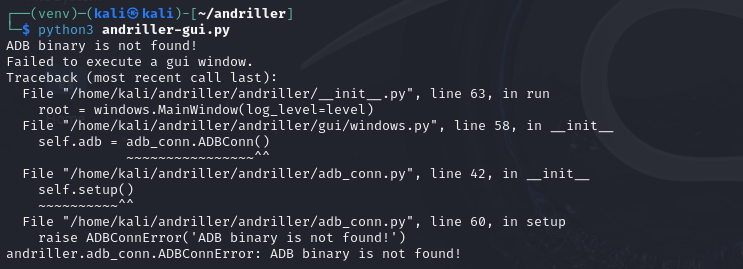 ┌──(venv)─(kali㉿kali)-[~/andriller]
└─$ python3 andriller-gui.py
ADB binary is not found!
Failed to execute a gui window.
Traceback (most recent call last):
  File "/home/kali/andriller/andriller/__init__.py", line 63, in run
    root = windows.MainWindow(log_level=level)
  File "/home/kali/andriller/andriller/gui/windows.py", line 58, in __init__
    self.adb = adb_conn.ADBConn()
               ~~~~~~~~~~~~~~~~^^
  File "/home/kali/andriller/andriller/adb_conn.py", line 42, in __init__
    self.setup()
    ~~~~~~~~~~^^
  File "/home/kali/andriller/andriller/adb_conn.py", line 60, in setup
    raise ADBConnError('ADB binary is not found!')
andriller.adb_conn.ADBConnError: ADB binary is not found!